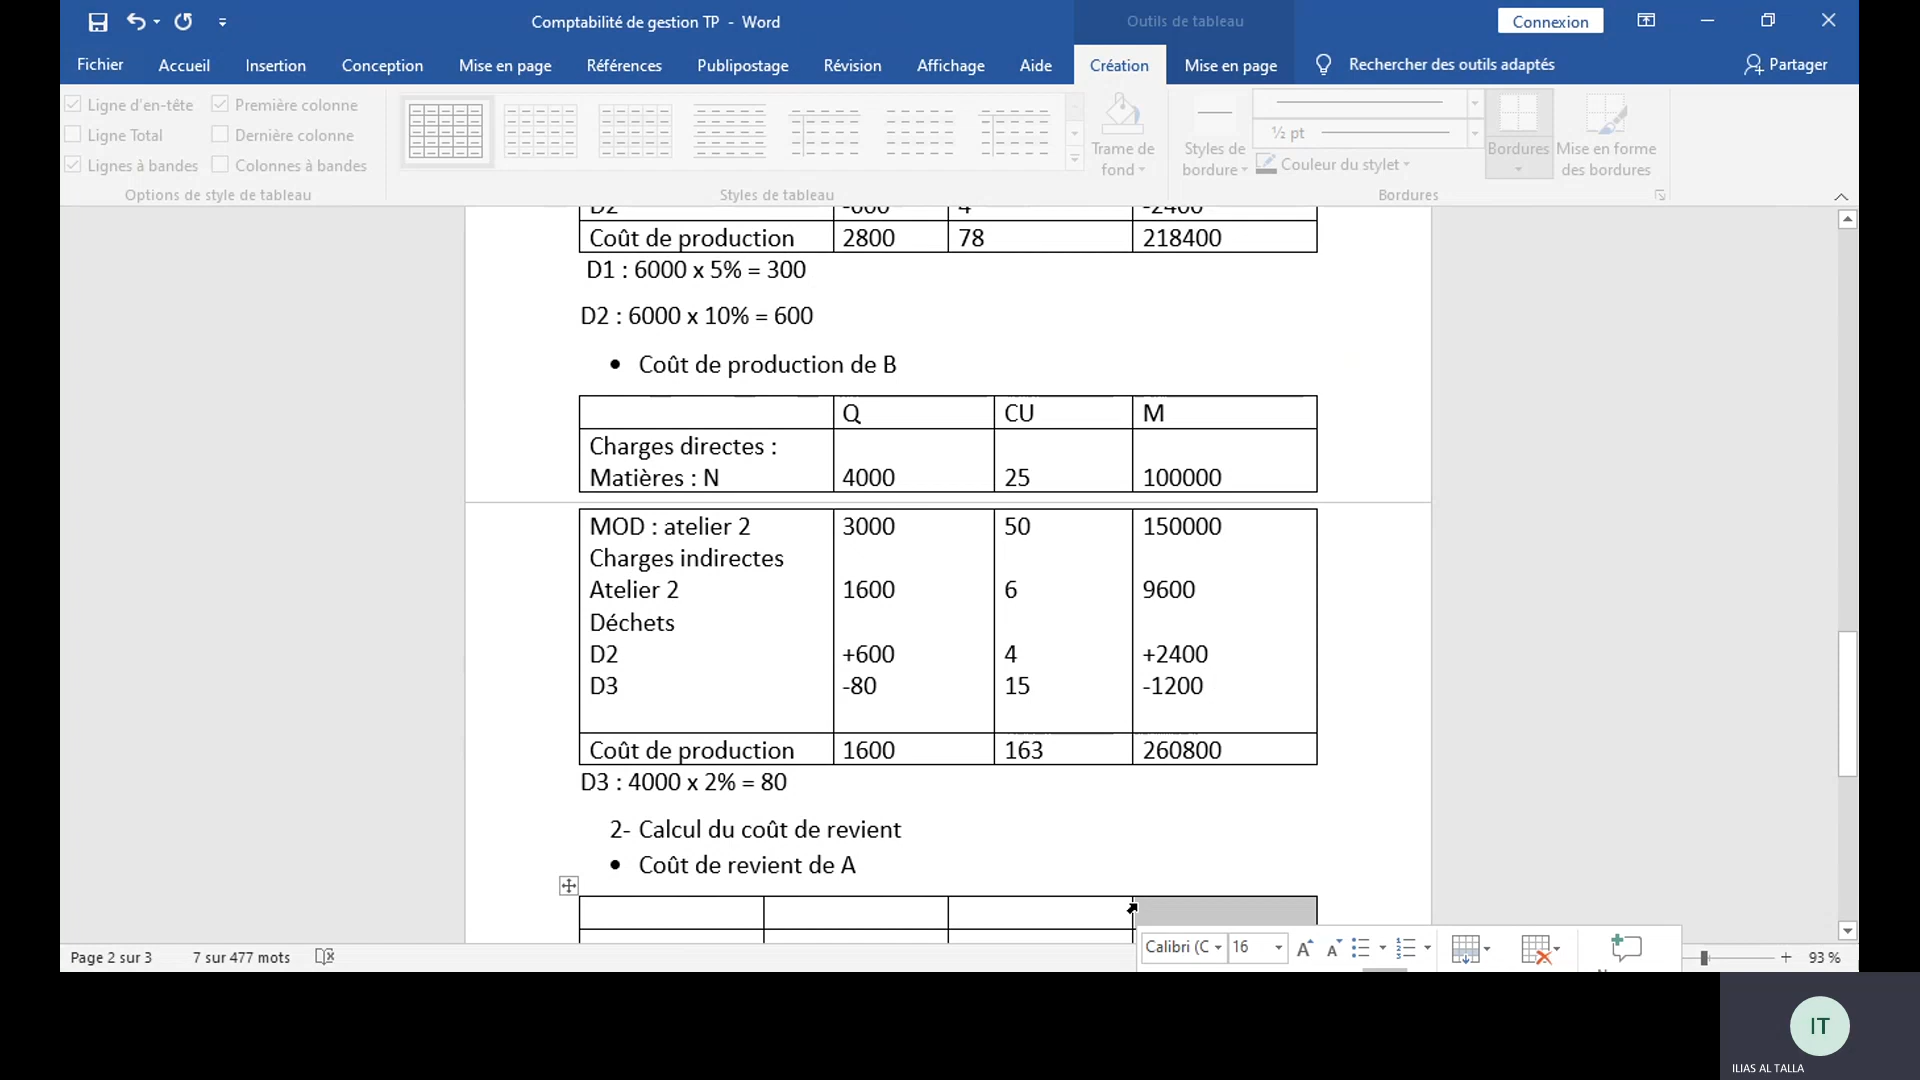 Comptabilité de gestion TP - Word
Outils de tableau
Connexion
Fichier Accueil Insertion Conception Mise en page Références Publipostage Révision Affichage Aide Création Mise en page Rechercher des outils adaptés Partager
Ligne d'en-tête Première colonne
Ligne Total Dernière colonne
Lignes à bandes Colonnes à bandes
Options de style de tableau
Styles de tableau
Trame de
fond
Styles de
bordure
½ pt
Couleur du stylet
Bordures
Mise en forme
des bordures
Bordures
D2 -600 4 -2400
Coût de production 2800 78 218400
D1 : 6000 x 5% = 300
D2 : 6000 x 10% = 600
• Coût de production de B
Q CU M
Charges directes :
Matières : N 4000 25 100000
MOD : atelier 2 3000 50 150000
Charges indirectes
Atelier 2 1600 6 9600
Déchets
D2 +600 4 +2400
D3 -80 15 -1200
Coût de production 1600 163 260800
D3 : 4000 x 2% = 80
2- Calcul du coût de revient
• Coût de revient de A
Calibri (C 16
Page 2 sur 3 7 sur 477 mots 93 %
IT
ILIAS AL TALLA